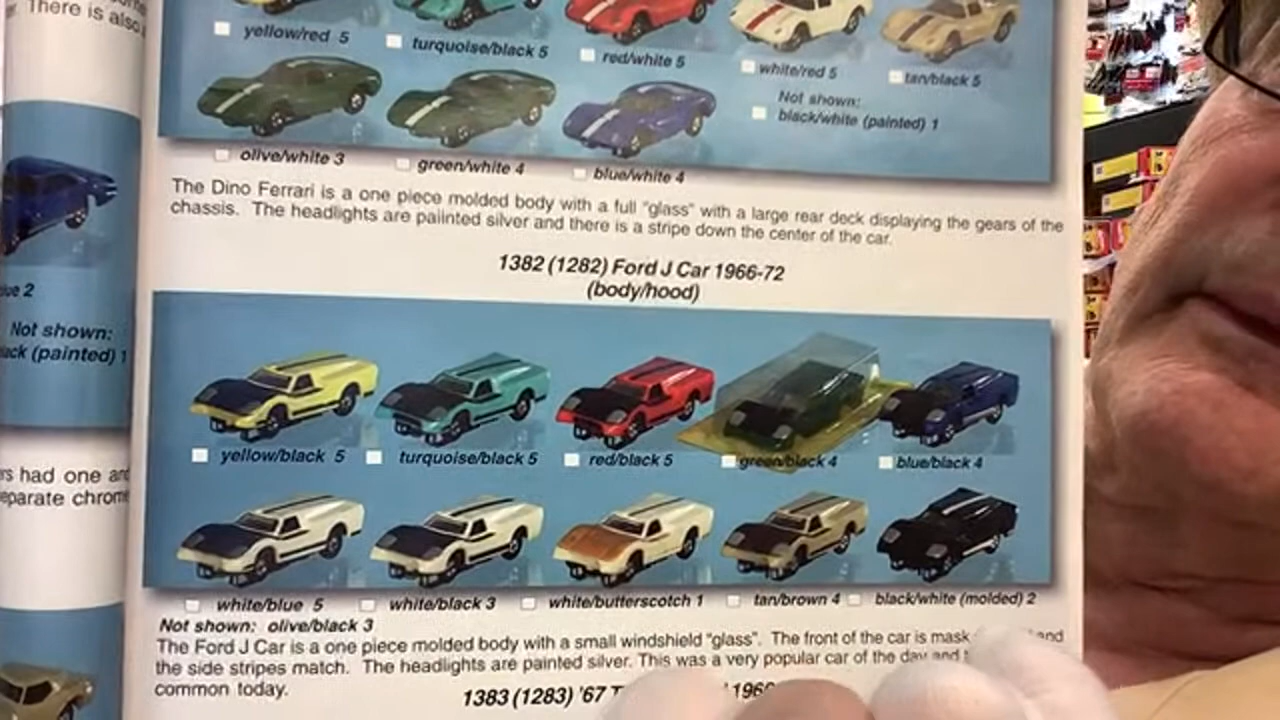 There is also
ue 2
Not shown:
ack (painted) 1
rs had one an
eparate chrom
yellow/red 5
turquoise/black 5
red/white 5
white/red 5
tan/black 5
Not shown:
black/white (painted) 1
olive/white 3
green/white 4
blue/white 4
The Dino Ferrari is a one piece molded body with a full "glass" with a large rear deck displaying the gears of the
chassis. The headlights are paiinted silver and there is a stripe down the center of the car.
1382 (1282) Ford J Car 1966-72
(body/hood)
yellow/black 5
turquoise/black 5
red/black 5
green/black 4
blue/black 4
white/blue 5
white/black 3
white/butterscotch 1
tan/brown 4
black/white (molded) 2
Not shown: olive/black 3
The Ford J Car is a one piece molded body with a small windshield "glass". The front of the car is mask and
the side stripes match. The headlights are painted silver. This was a very popular car of the day and
common today.
1383 (1283) '67 T 196